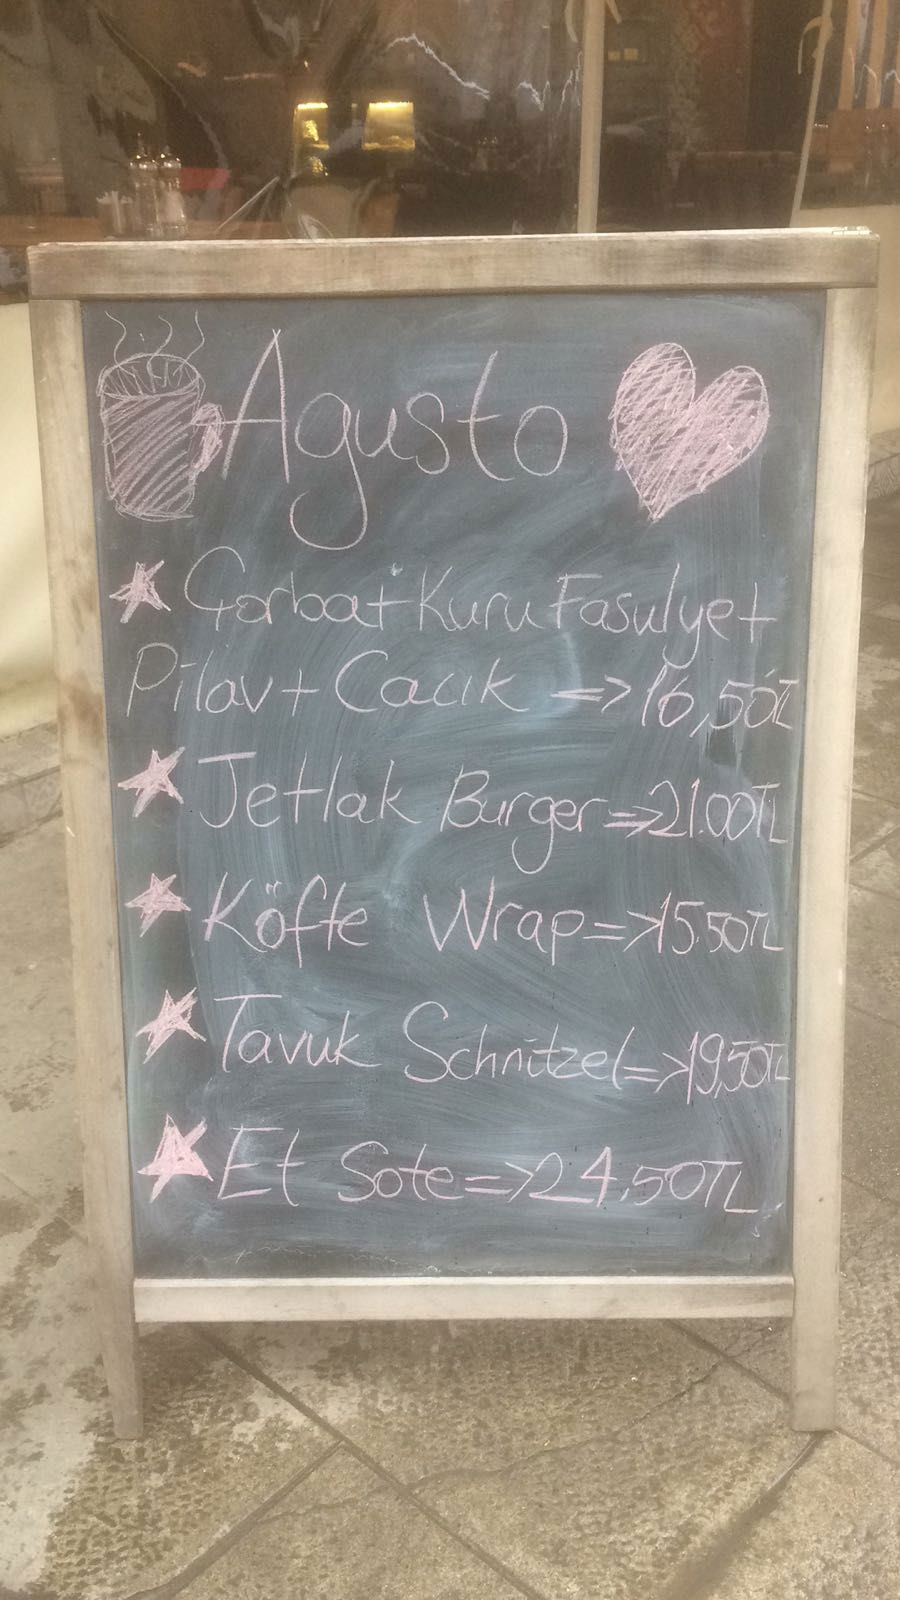 Agusto
Çorba+Kuru Fasulye+
Pilav+Cacık =>16,50TL
Jetlak Burger=>21.00TL
Köfte Wrap=>15.50TL
Tavuk Schnitzel=>19,50TL
Et Sote=>24.50TL